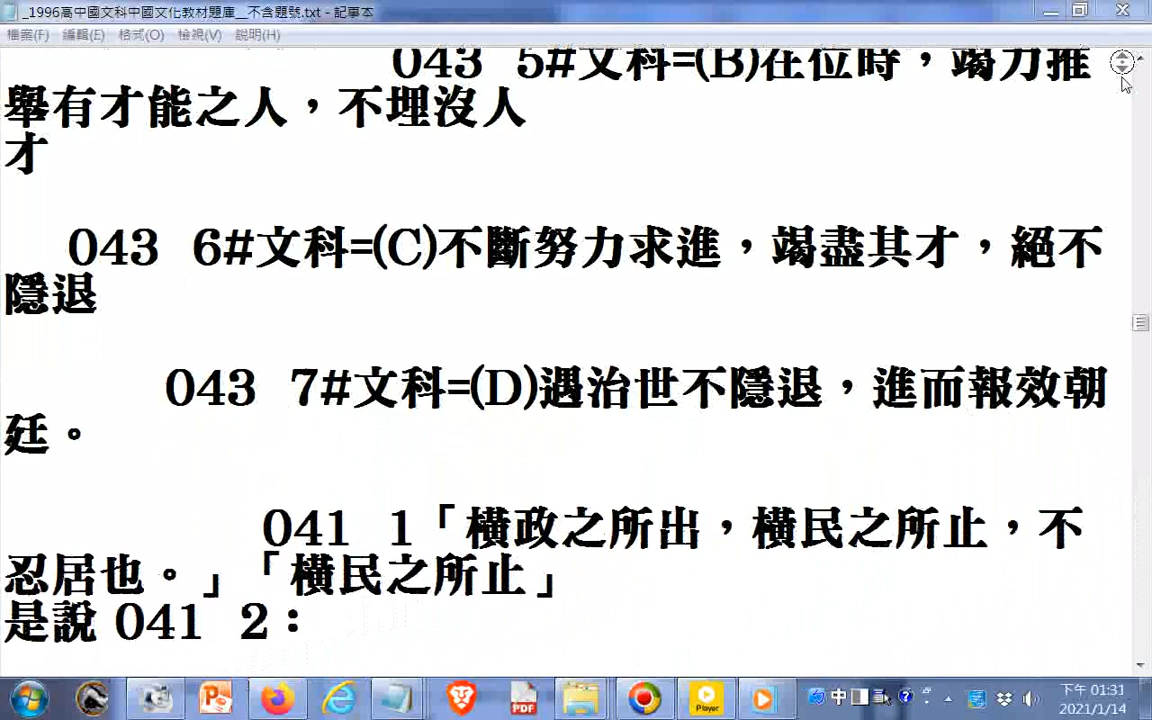 _1996高中國文科中國文化教材題庫__不含題號.txt - 記事本
檔案(F) 編輯(E) 格式(O) 檢視(V) 說明(H)
043 5#文科=(B)在位時，竭力推
舉有才能之人，不埋沒人
才
043 6#文科=(C)不斷努力求進，竭盡其才，絕不
隱退
043 7#文科=(D)遇治世不隱退，進而報效朝
廷。
041 1「橫政之所出，橫民之所止，不
忍居也。」「橫民之所止」
是說 041 2：
PDF
Player
中
下午 01:31
2021/1/14